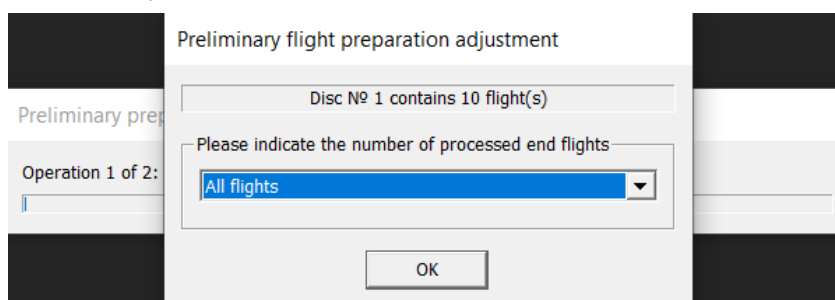 Preliminary flight preparation adjustment
Disc № 1 contains 10 flight(s)
Preliminary prep
Please indicate the number of processed end flights
Operation 1 of 2:
All flights
OK